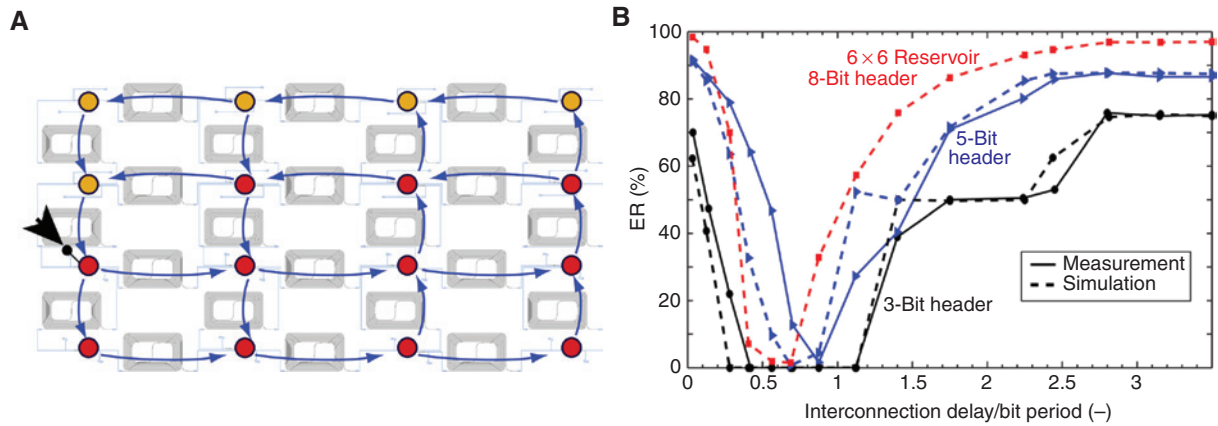 A
B
100
80
60
40
20
0
ER (%)
6 × 6 Reservoir
8-Bit header
5-Bit
header
3-Bit header
Measurement
Simulation
0 0.5 1 1.5 2 2.5 3
Interconnection delay/bit period (–)